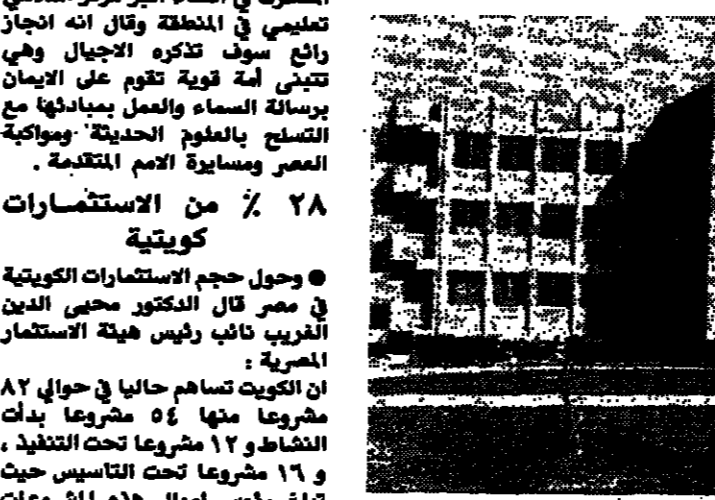 تعليمي في المنطقة وقال انه انجاز
رائع سوف تذكره الاجيال وهي
تتبنى أمة قوية تقوم على الايمان
برسالة السماء والعمل بمبادئها مع
التسلح بالعلوم الحديثة ومواكبة
العصر ومسايرة الامم المتقدمة .
٢٨ ٪ من الاستثمــارات
كويتية
● وحول حجم الاستثمارات الكويتية
في مصر قال الدكتور محيى الدين
الغريب نائب رئيس هيئة الاستثمار
المصرية :
ان الكويت تساهم حاليا في حوالي ٨٢
مشروعا منها ٥٤ مشروعا بدأت
النشاط و ١٢ مشروعا تحت التنفيذ ،
و ١٦ مشروعا تحت التاسيس حيث